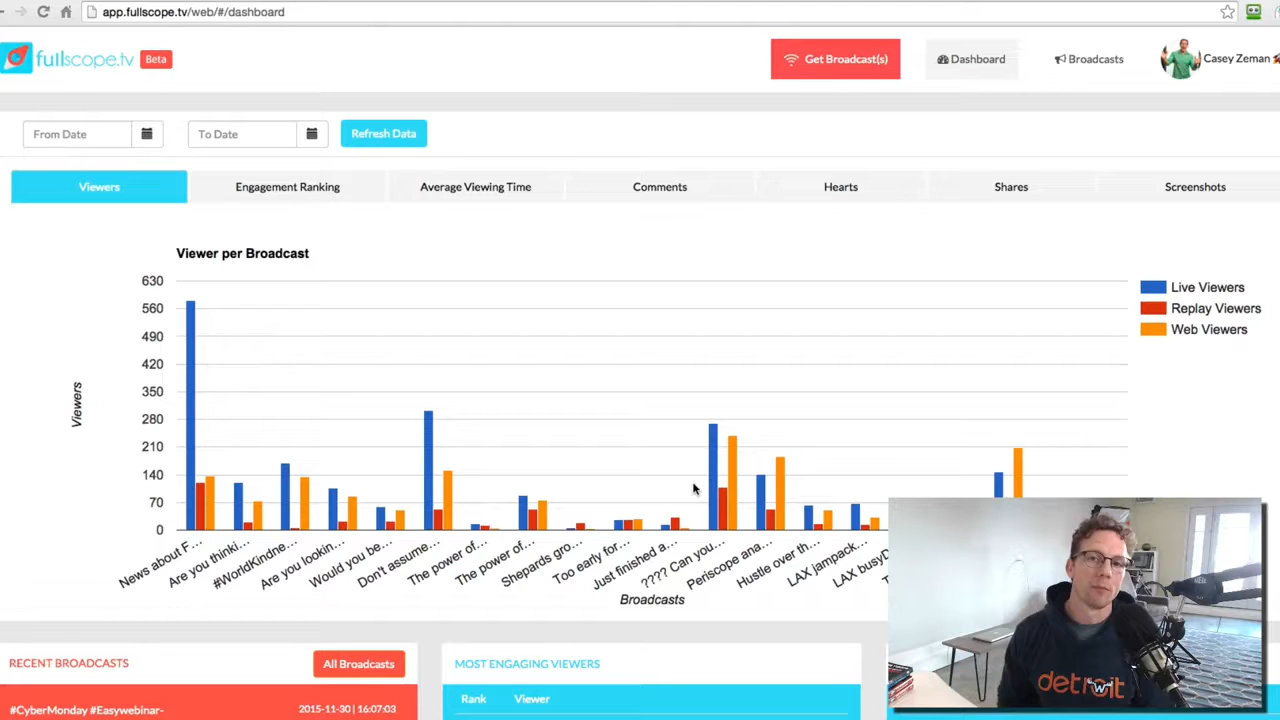 app.fullscope.tv/web/#/dashboard
fullscope.tv Beta
Get Broadcast(s)
Dashboard
Broadcasts
Casey Zeman
From Date
To Date
Refresh Data
Viewers
Engagement Ranking
Average Viewing Time
Comments
Hearts
Shares
Screenshots
Viewer per Broadcast
630
560
490
420
350
280
210
140
70
0
Viewers
Live Viewers
Replay Viewers
Web Viewers
News about F...
Are you thinki...
#WorldKindne...
Are you lookin...
Would you be...
Don't assume...
The power of...
The power of...
Shepards gro...
Too early for...
Just finished a...
???? Can you...
Periscope ana...
Hustle over th...
LAX jampack...
LAX busy
Broadcasts
detroit
RECENT BROADCASTS
All Broadcasts
#CyberMonday #Easywebinar-
2015-11-30 | 16:07:03
MOST ENGAGING VIEWERS
Rank
Viewer